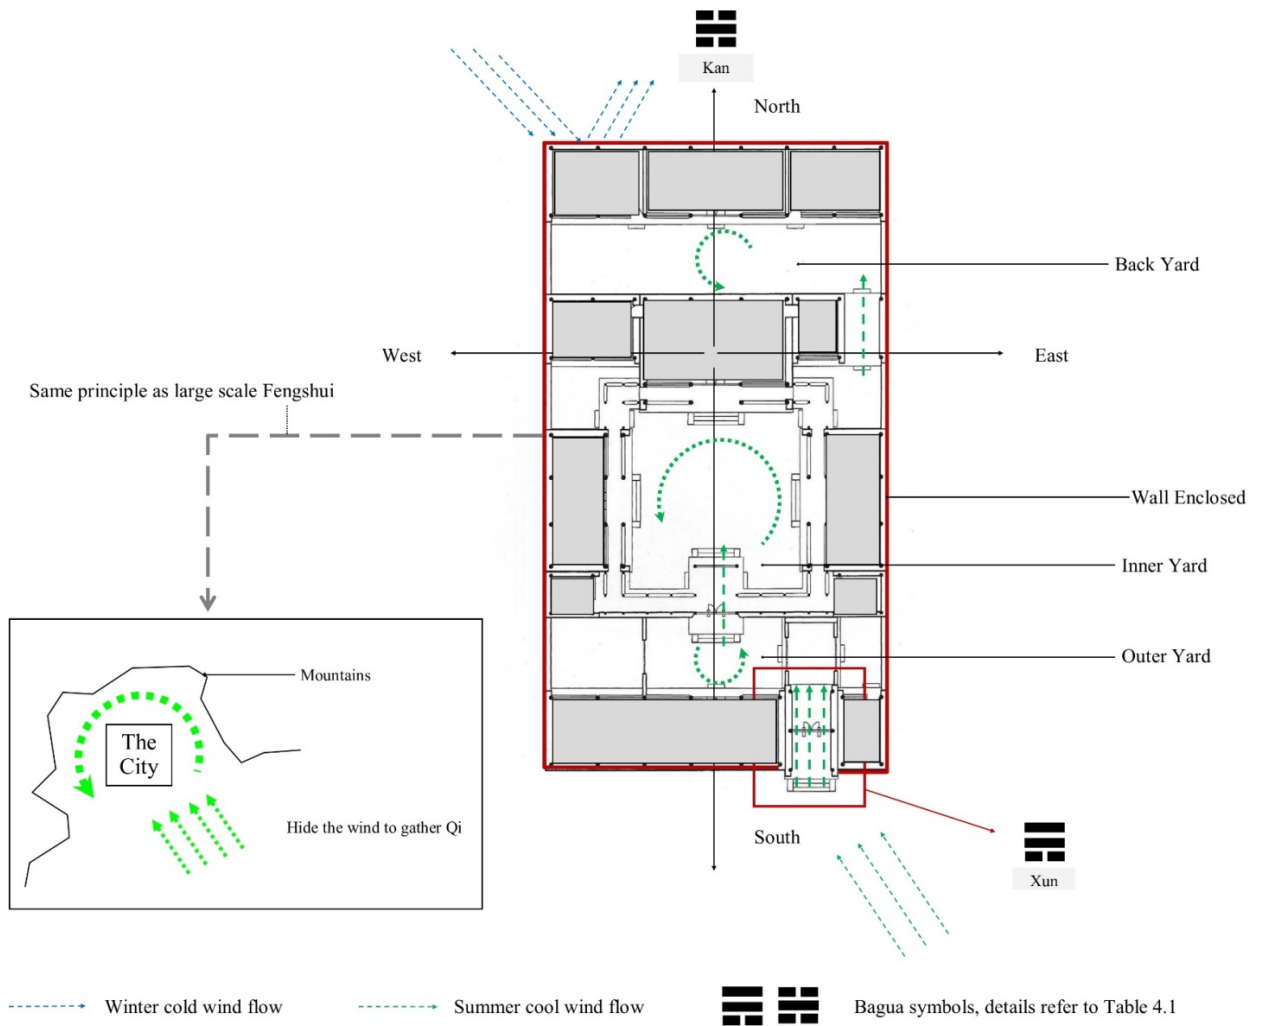 Kan
North
Back Yard
West
East
Same principle as large scale Fengshui
Wall Enclosed
Inner Yard
Outer Yard
Mountains
The
City
Hide the wind to gather Qi
South
Xun
Winter cold wind flow
Summer cool wind flow
Bagua symbols, details refer to Table 4.1